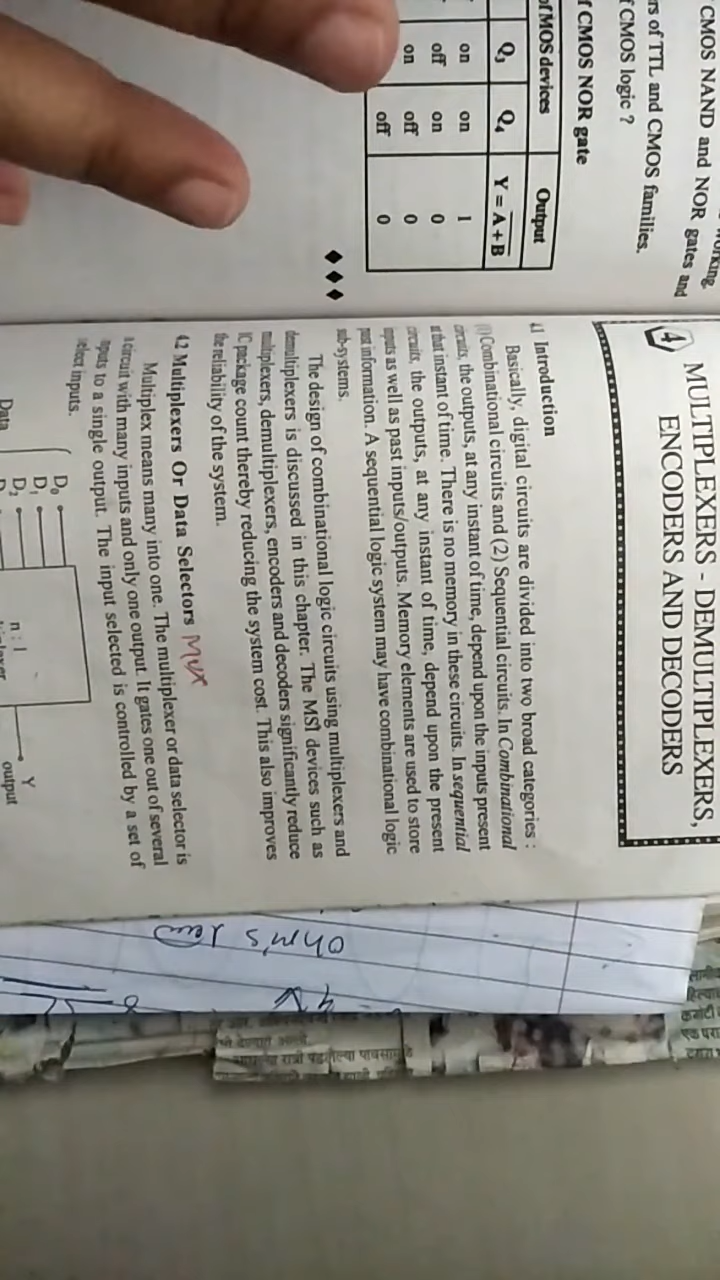 CMOS NAND and NOR gates and
rs of TTL and CMOS families.
CMOS logic ?
f CMOS NOR gate
of MOS devices Output
Q₃ Q₄ Y = \overline{A + B}
on on 1
off on 0
on off 0
off 0
♦ ♦ ♦
4 MULTIPLEXERS - DEMULTIPLEXERS,
ENCODERS AND DECODERS
4.1 Introduction
Basically, digital circuits are divided into two broad categories :
(1) Combinational circuits and (2) Sequential circuits. In Combinational
circuits, the outputs, at any instant of time, depend upon the inputs present
at that instant of time. There is no memory in these circuits. In sequential
circuits, the outputs, at any instant of time, depend upon the present
inputs as well as past inputs/outputs. Memory elements are used to store
past information. A sequential logic system may have combinational logic
sub-systems.
The design of combinational logic circuits using multiplexers and
demultiplexers is discussed in this chapter. The MSI devices such as
multiplexers, demultiplexers, encoders and decoders significantly reduce
IC package count thereby reducing the system cost. This also improves
the reliability of the system.
4.2 Multiplexers Or Data Selectors MUX
Multiplex means many into one. The multiplexer or data selector is
a circuit with many inputs and only one output. It gates one out of several
inputs to a single output. The input selected is controlled by a set of
select inputs.
D₀
D₁
D₂ n : 1 Y
Data output
ohm's law